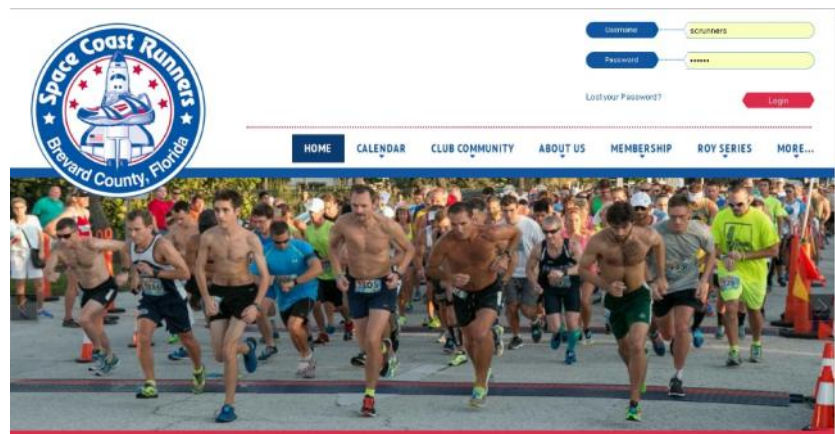 Space Coast Runners
Brevard County, Florida
Username
scrunners
Password
••••••
Lost your Password?
Login
HOME
CALENDAR
CLUB COMMUNITY
ABOUT US
MEMBERSHIP
ROY SERIES
MORE...